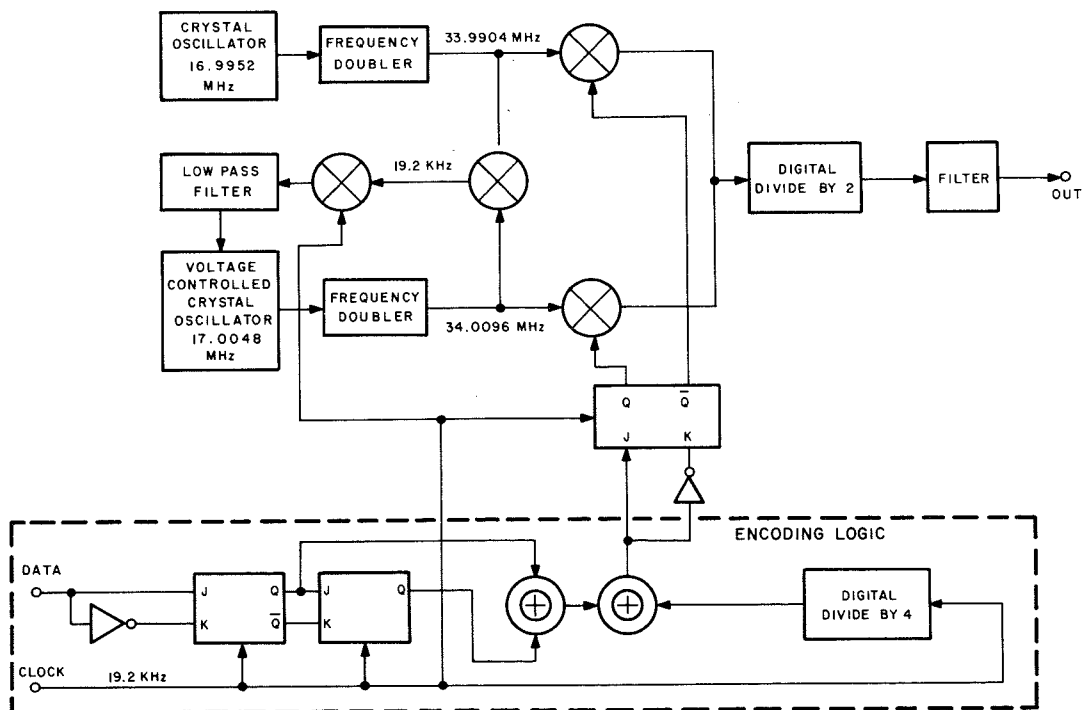 CRYSTAL
OSCILLATOR
16.9952
MHz
FREQUENCY
DOUBLER
33.9904 MHz
LOW PASS
FILTER
19.2 KHz
DIGITAL
DIVIDE BY 2
FILTER
OUT
VOLTAGE
CONTROLLED
CRYSTAL
OSCILLATOR
17.0048
MHz
FREQUENCY
DOUBLER
34.0096 MHz
Q Q̅
J K
ENCODING LOGIC
DATA
J Q
K Q̅
J Q
K
DIGITAL
DIVIDE BY 4
CLOCK
19.2 KHz